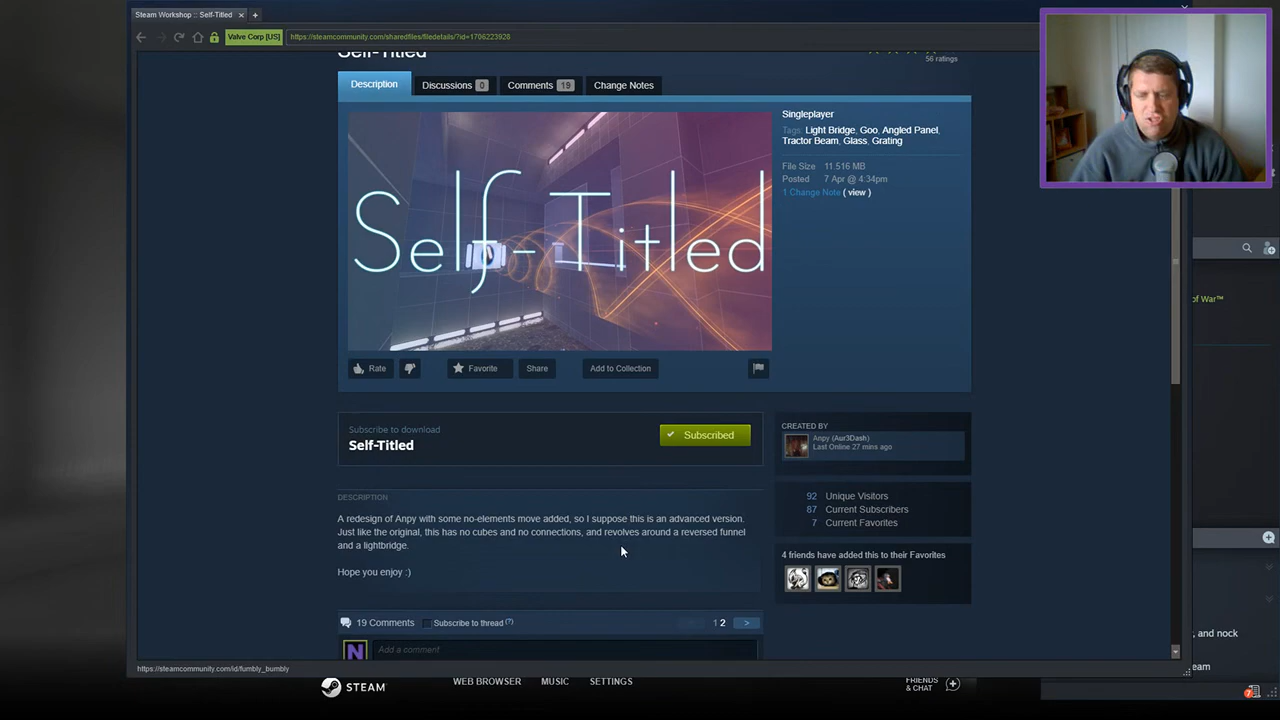 Steam Workshop :: Self-Titled
Valve Corp [US]
https://steamcommunity.com/sharedfiles/filedetails/?id=1706223928
Self-Titled
56 ratings
Description
Discussions 0
Comments 19
Change Notes
Self-Titled
Singleplayer
Tags: Light Bridge, Goo, Angled Panel,
Tractor Beam, Glass, Grating
File Size 11.516 MB
Posted 7 Apr @ 4:34pm
1 Change Note ( view )
Rate
Favorite
Share
Add to Collection
Subscribe to download
Self-Titled
Subscribed
CREATED BY
Anpy (Aur3Dash)
Last Online 27 mins ago
92 Unique Visitors
87 Current Subscribers
7 Current Favorites
4 friends have added this to their Favorites
DESCRIPTION
A redesign of Anpy with some no-elements move added, so I suppose this is an advanced version.
Just like the original, this has no cubes and no connections, and revolves around a reversed funnel
and a lightbridge.
Hope you enjoy :)
19 Comments
Subscribe to thread (?)
1 2 >
N
Add a comment
https://steamcommunity.com/id/fumbly_bumbly
STEAM
WEB BROWSER
MUSIC
SETTINGS
FRIENDS
& CHAT
of War™
, and nock
eam
7